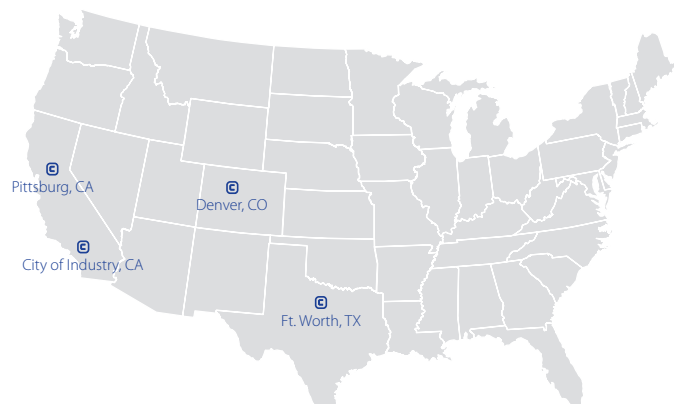 C
Pittsburg, CA
C
Denver, CO
C
City of Industry, CA
C
Ft. Worth, TX